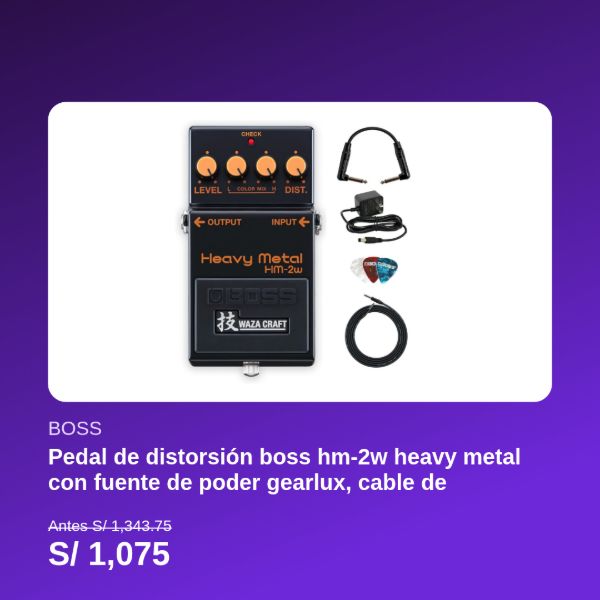 CHECK
LEVEL L COLOR MIX H DIST.
OUTPUT INPUT
Heavy Metal
HM-2w
BOSS
技 WAZA CRAFT
BOSS
Pedal de distorsión boss hm-2w heavy metal
con fuente de poder gearlux, cable de
Antes S/ 1,343.75
S/ 1,075